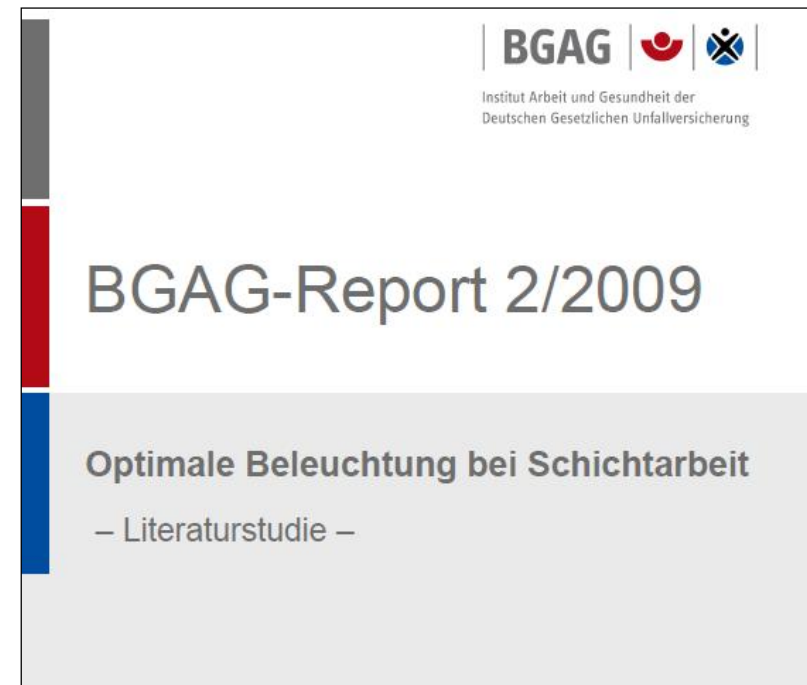 BGAG
Institut Arbeit und Gesundheit der
Deutschen Gesetzlichen Unfallversicherung
BGAG-Report 2/2009
Optimale Beleuchtung bei Schichtarbeit
– Literaturstudie –